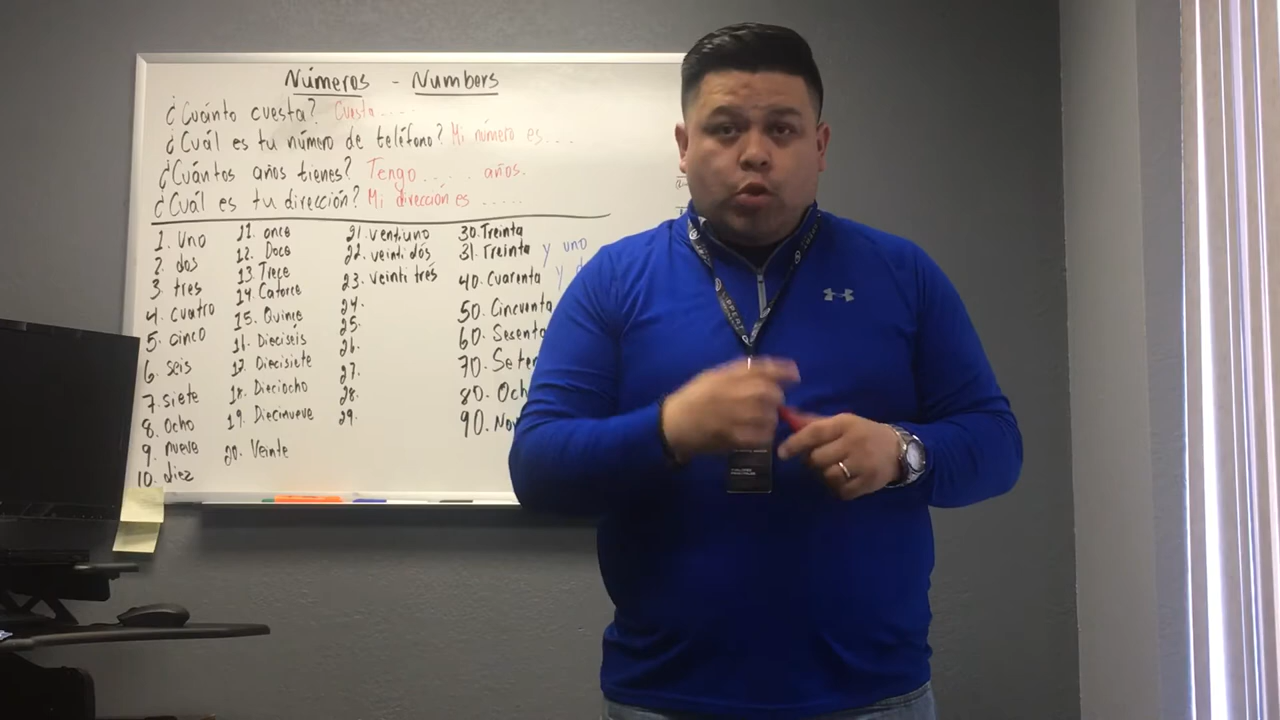 Números - Numbers
¿Cuánto cuesta? Cuesta....
¿Cuál es tu número de teléfono? Mi número es...
¿Cuántos años tienes? Tengo ..... años.
¿Cuál es tu dirección? Mi dirección es .....
1. Uno
2. dos
3. tres
4. cuatro
5. cinco
6. seis
7. siete
8. Ocho
9. nueve
10. diez
11. once
12. Doce
13. Trece
14. Catorce
15. Quince
16. Dieciséis
17. Diecisiete
18. Dieciocho
19. Diecinueve
20. Veinte
21. ventiuno
22. veinti dós
23. veinti trés
24.
25.
26.
27.
28.
29.
30. Treinta
31. Treinta y uno
40. Cuarenta y
50. Cincuenta
60. Sesenta
70. Seten
80. Och
90. Nov